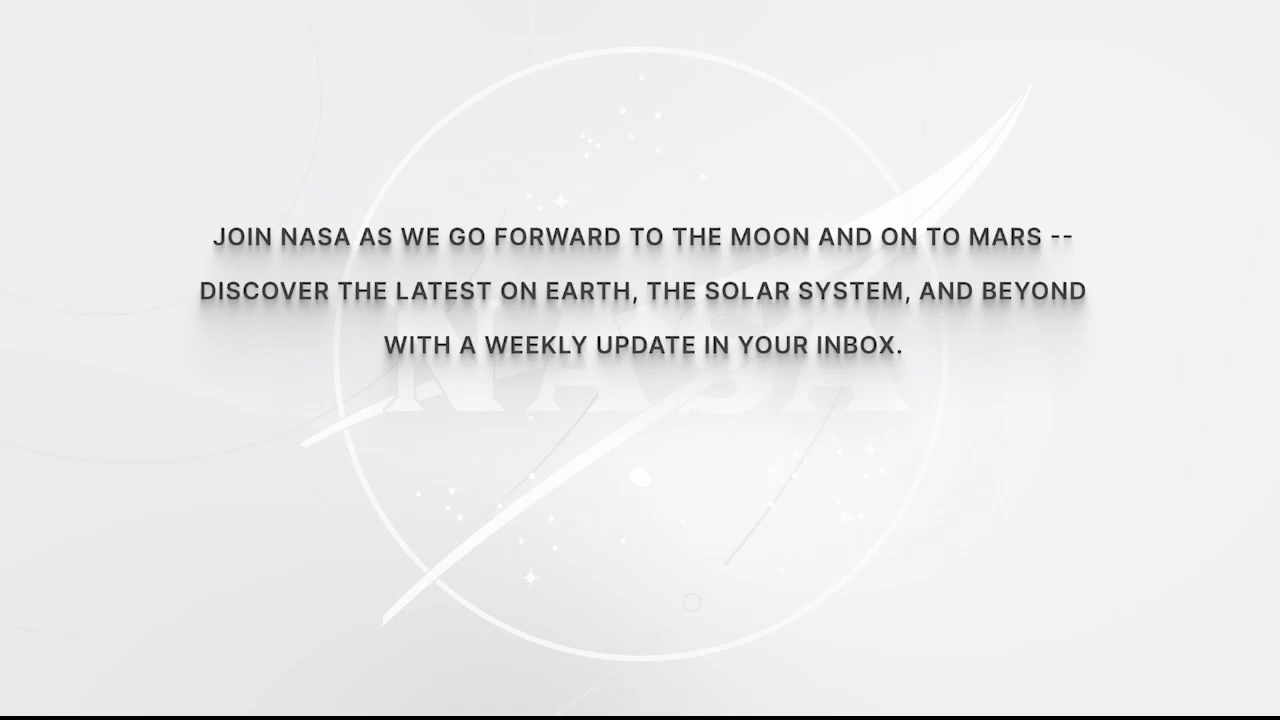 JOIN NASA AS WE GO FORWARD TO THE MOON AND ON TO MARS --
DISCOVER THE LATEST ON EARTH, THE SOLAR SYSTEM, AND BEYOND
WITH A WEEKLY UPDATE IN YOUR INBOX.
NASA